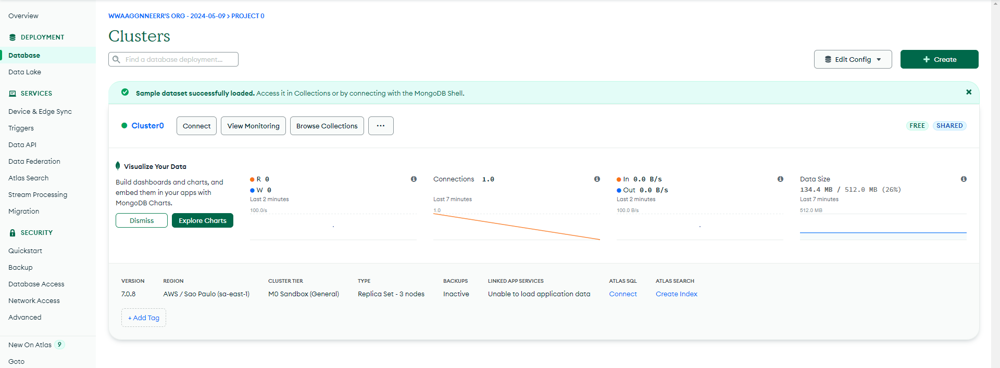 Overview
DEPLOYMENT
Database
Data Lake
SERVICES
Device & Edge Sync
Triggers
Data API
Data Federation
Atlas Search
Stream Processing
Migration
SECURITY
Quickstart
Backup
Database Access
Network Access
Advanced
New On Atlas 9
Goto
WWAAGGNNEERR'S ORG - 2024-05-09 > PROJECT 0
Clusters
Find a database deployment...
Edit Config
+ Create
Sample dataset successfully loaded. Access it in Collections or by connecting with the MongoDB Shell.
Cluster0
Connect
View Monitoring
Browse Collections
...
FREE
SHARED
Visualize Your Data
Build dashboards and charts, and
embed them in your apps with
MongoDB Charts.
Dismiss
Explore Charts
R 0
W 0
Last 2 minutes
100.0/s
Connections 1.0
Last 7 minutes
1.0
In 0.0 B/s
Out 0.0 B/s
Last 2 minutes
100.0 B/s
Data Size
134.4 MB / 512.0 MB (26%)
Last 7 minutes
512.0 MB
VERSION
7.0.8
REGION
AWS / Sao Paulo (sa-east-1)
CLUSTER TIER
M0 Sandbox (General)
TYPE
Replica Set - 3 nodes
BACKUPS
Inactive
LINKED APP SERVICES
Unable to load application data
ATLAS SQL
Connect
ATLAS SEARCH
Create Index
+ Add Tag